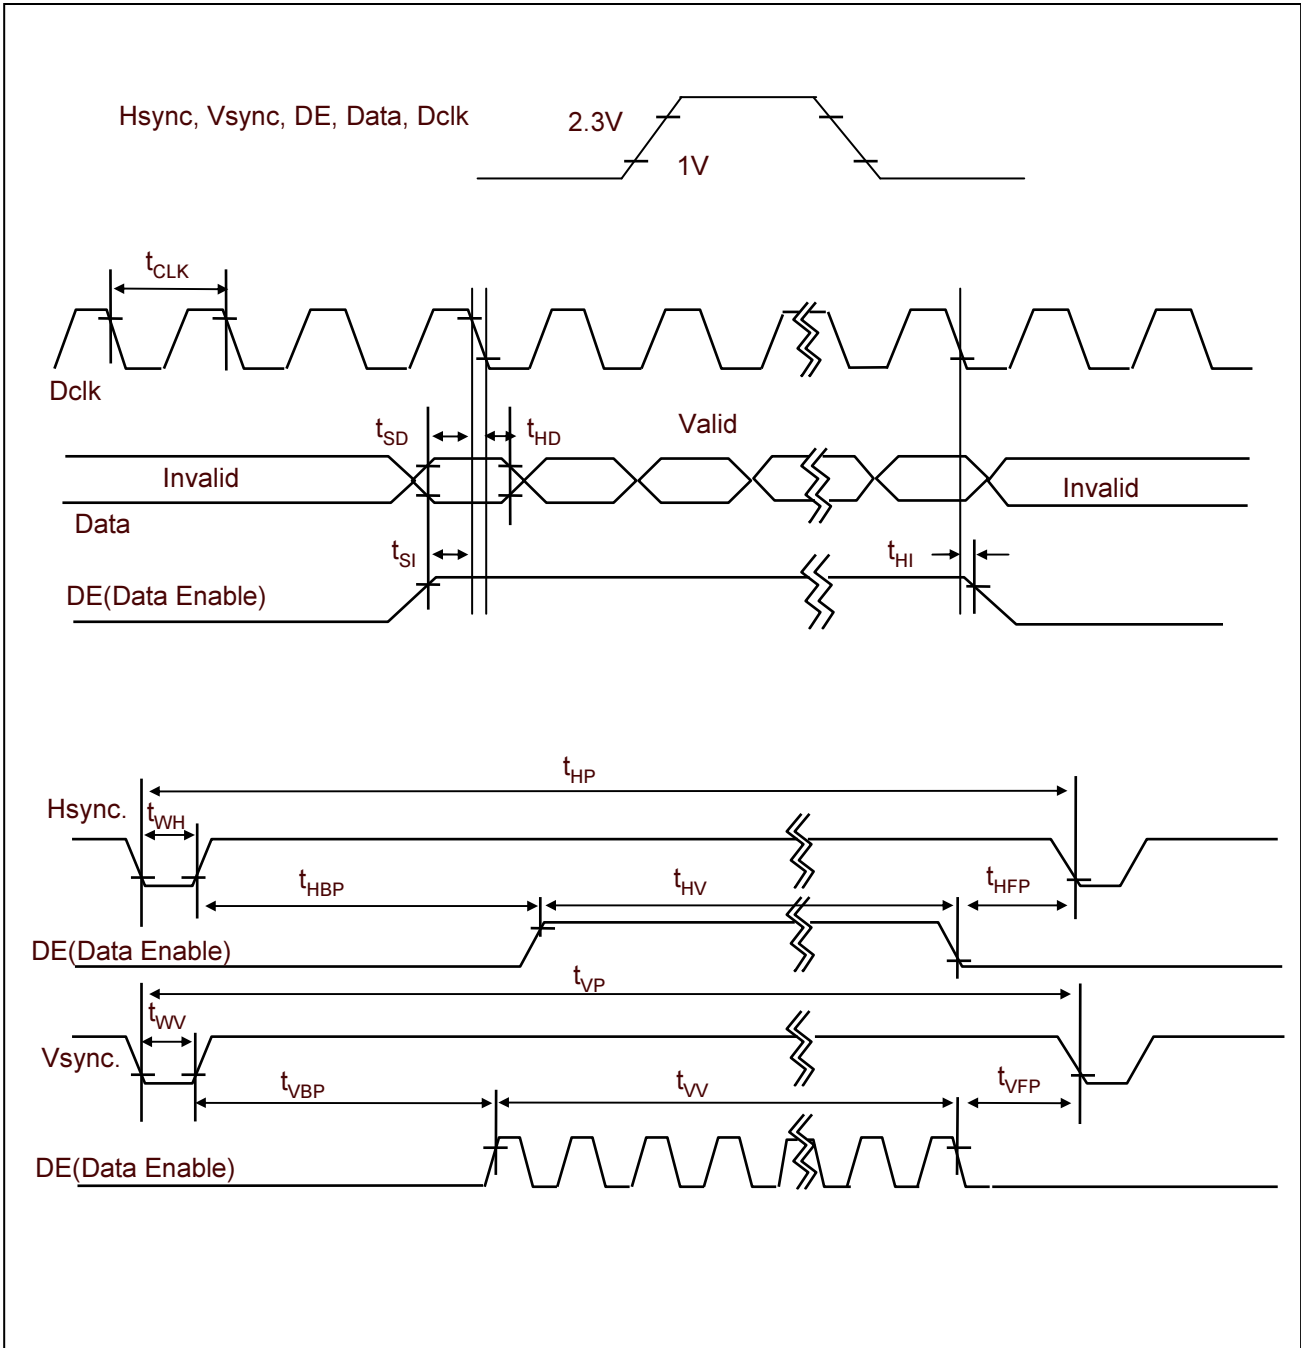 Hsync, Vsync, DE, Data, Dclk
2.3V
1V
tCLK
Dclk
tSD
tHD
Valid
Invalid
Invalid
Data
tSI
tHI
DE(Data Enable)
tHP
Hsync.
tWH
tHBP
tHV
tHFP
DE(Data Enable)
tVP
tWV
Vsync.
tVBP
tVV
tVFP
DE(Data Enable)